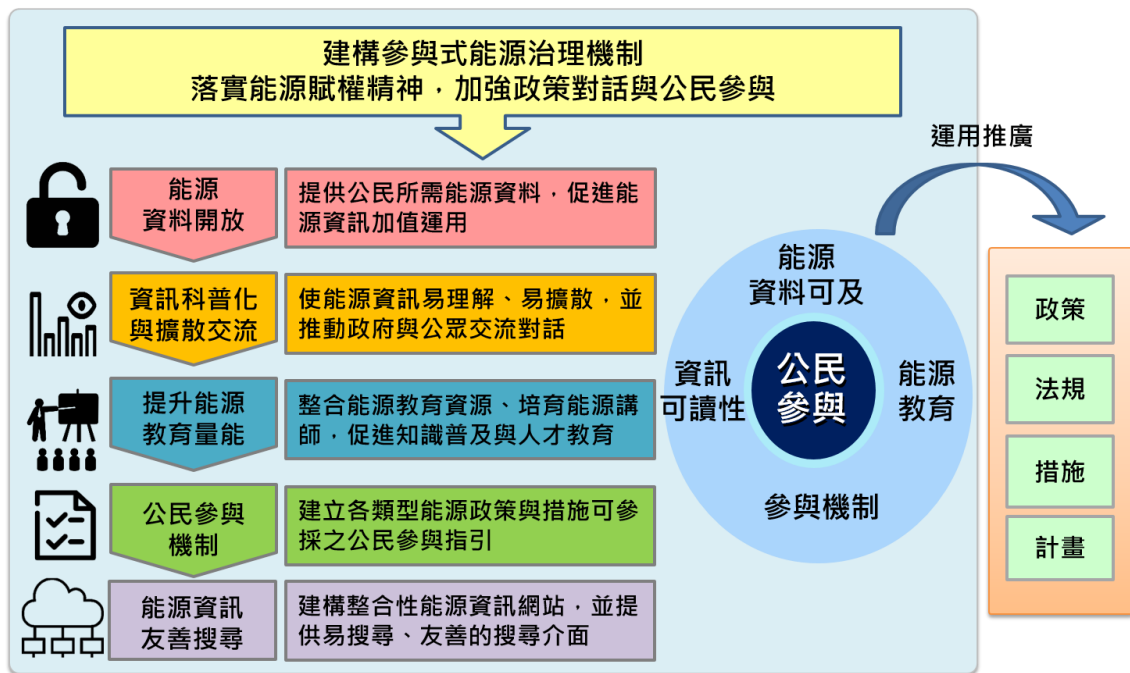 建構參與式能源治理機制
落實能源賦權精神，加強政策對話與公民參與
能源
資料開放
提供公民所需能源資料，促進能
源資訊加值運用
資訊科普化
與擴散交流
使能源資訊易理解、易擴散，並
推動政府與公眾交流對話
提升能源
教育量能
整合能源教育資源、培育能源講
師，促進知識普及與人才教育
公民參與
機制
建立各類型能源政策與措施可參
採之公民參與指引
能源資訊
友善搜尋
建構整合性能源資訊網站，並提
供易搜尋、友善的搜尋介面
能源
資料可及
資訊
可讀性
公民
參與
能源
教育
參與機制
運用推廣
政策
法規
措施
計畫